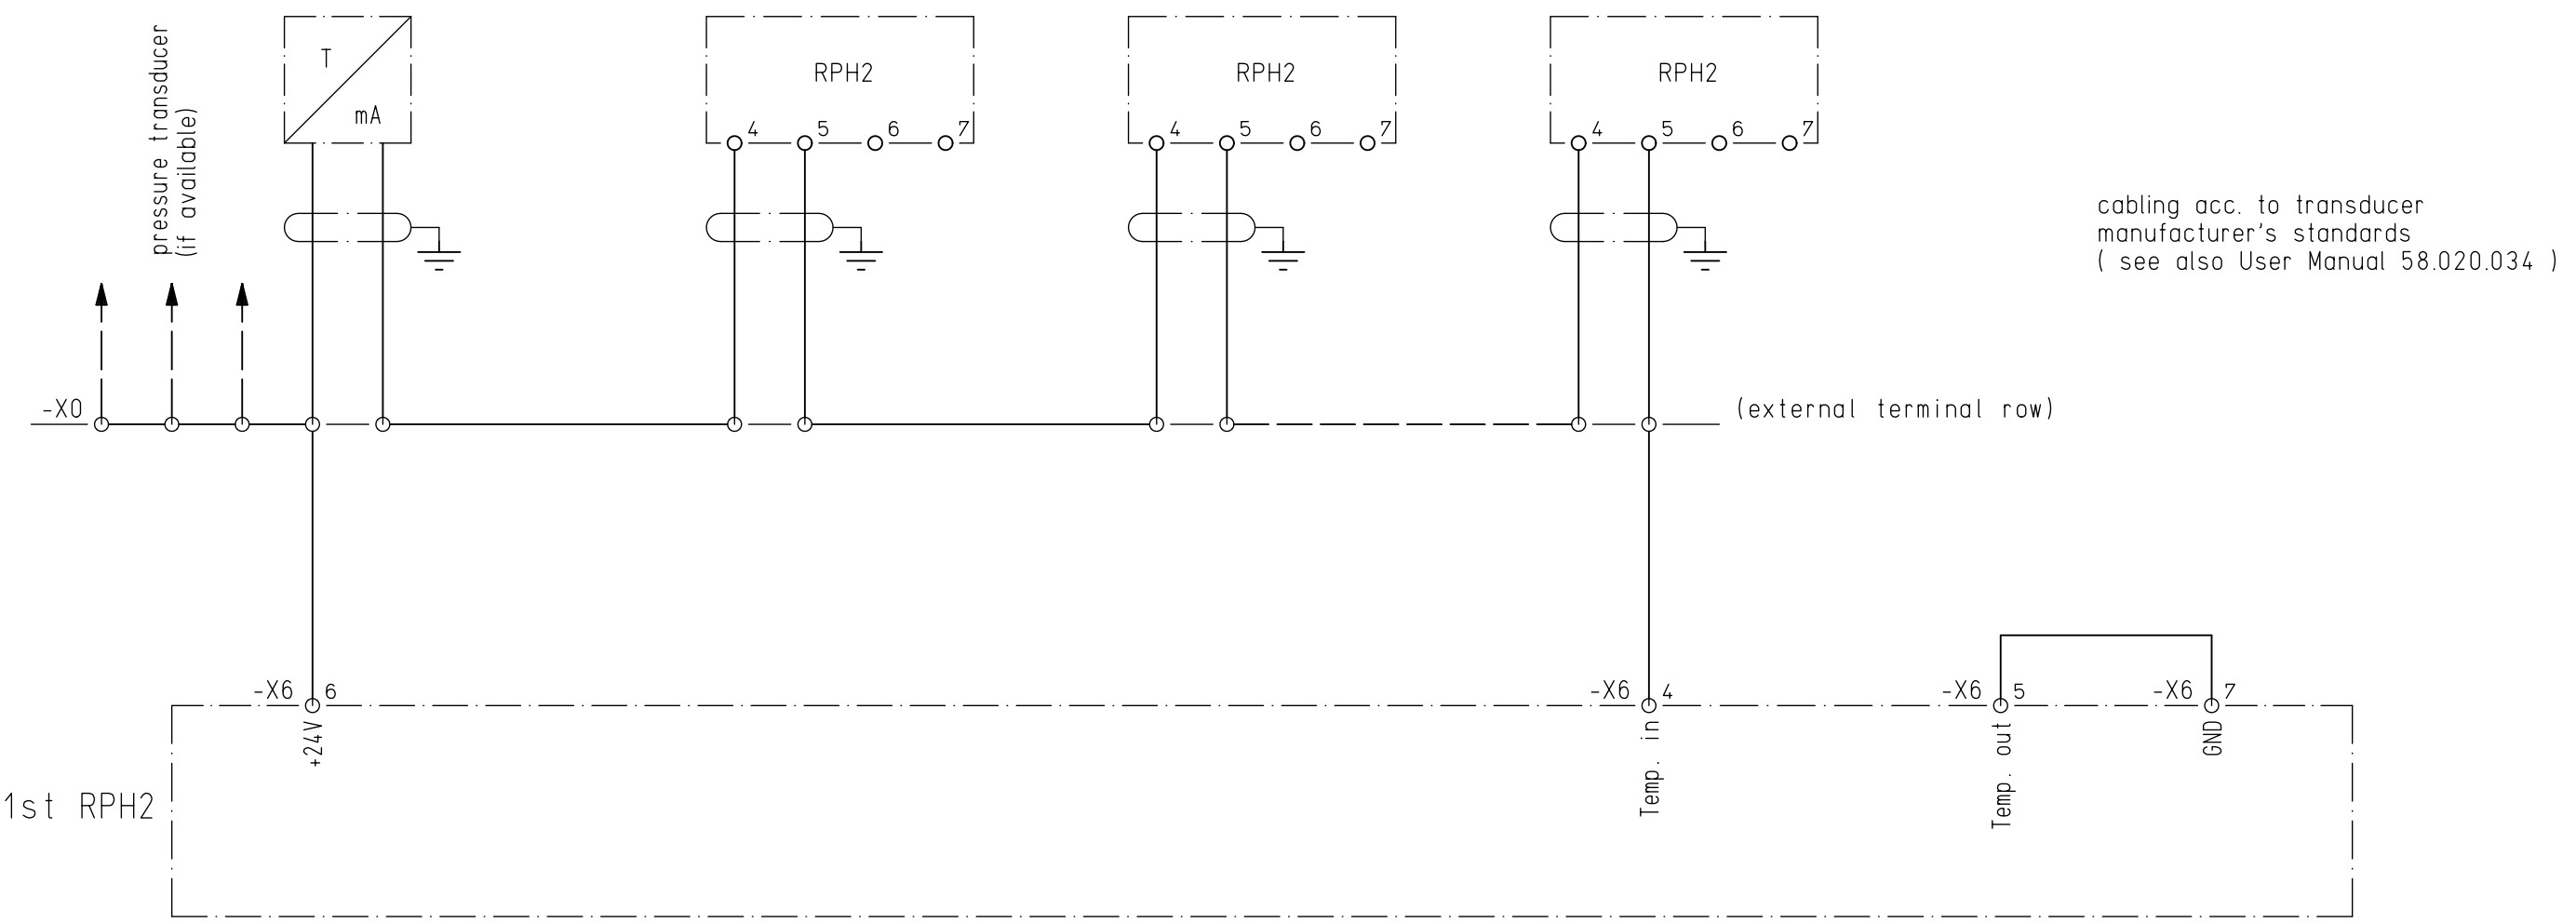 pressure transducer
(if available)
T
mA
RPH2
4 5 6 7
RPH2
4 5 6 7
RPH2
4 5 6 7
cabling acc. to transducer
manufacturer's standards
( see also User Manual 58.020.034 )
-X0
(external terminal row)
-X6 6
-X6 4
-X6 5
-X6 7
+24V
Temp. in
Temp. out
GND
1st RPH2